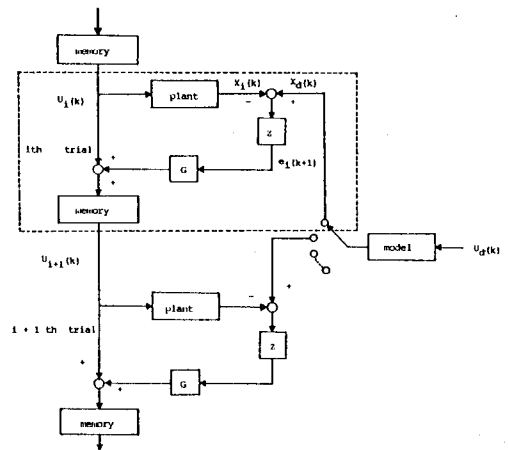 memory
U_i(k)
plant
X_i(k)
X_d(k)
-
+
z
ith trial
+
+
G
e_i(k+1)
memory
model
U_d(k)
U_{i+1}(k)
+
plant
-
z
i + 1 th trial
+
+
G
memory